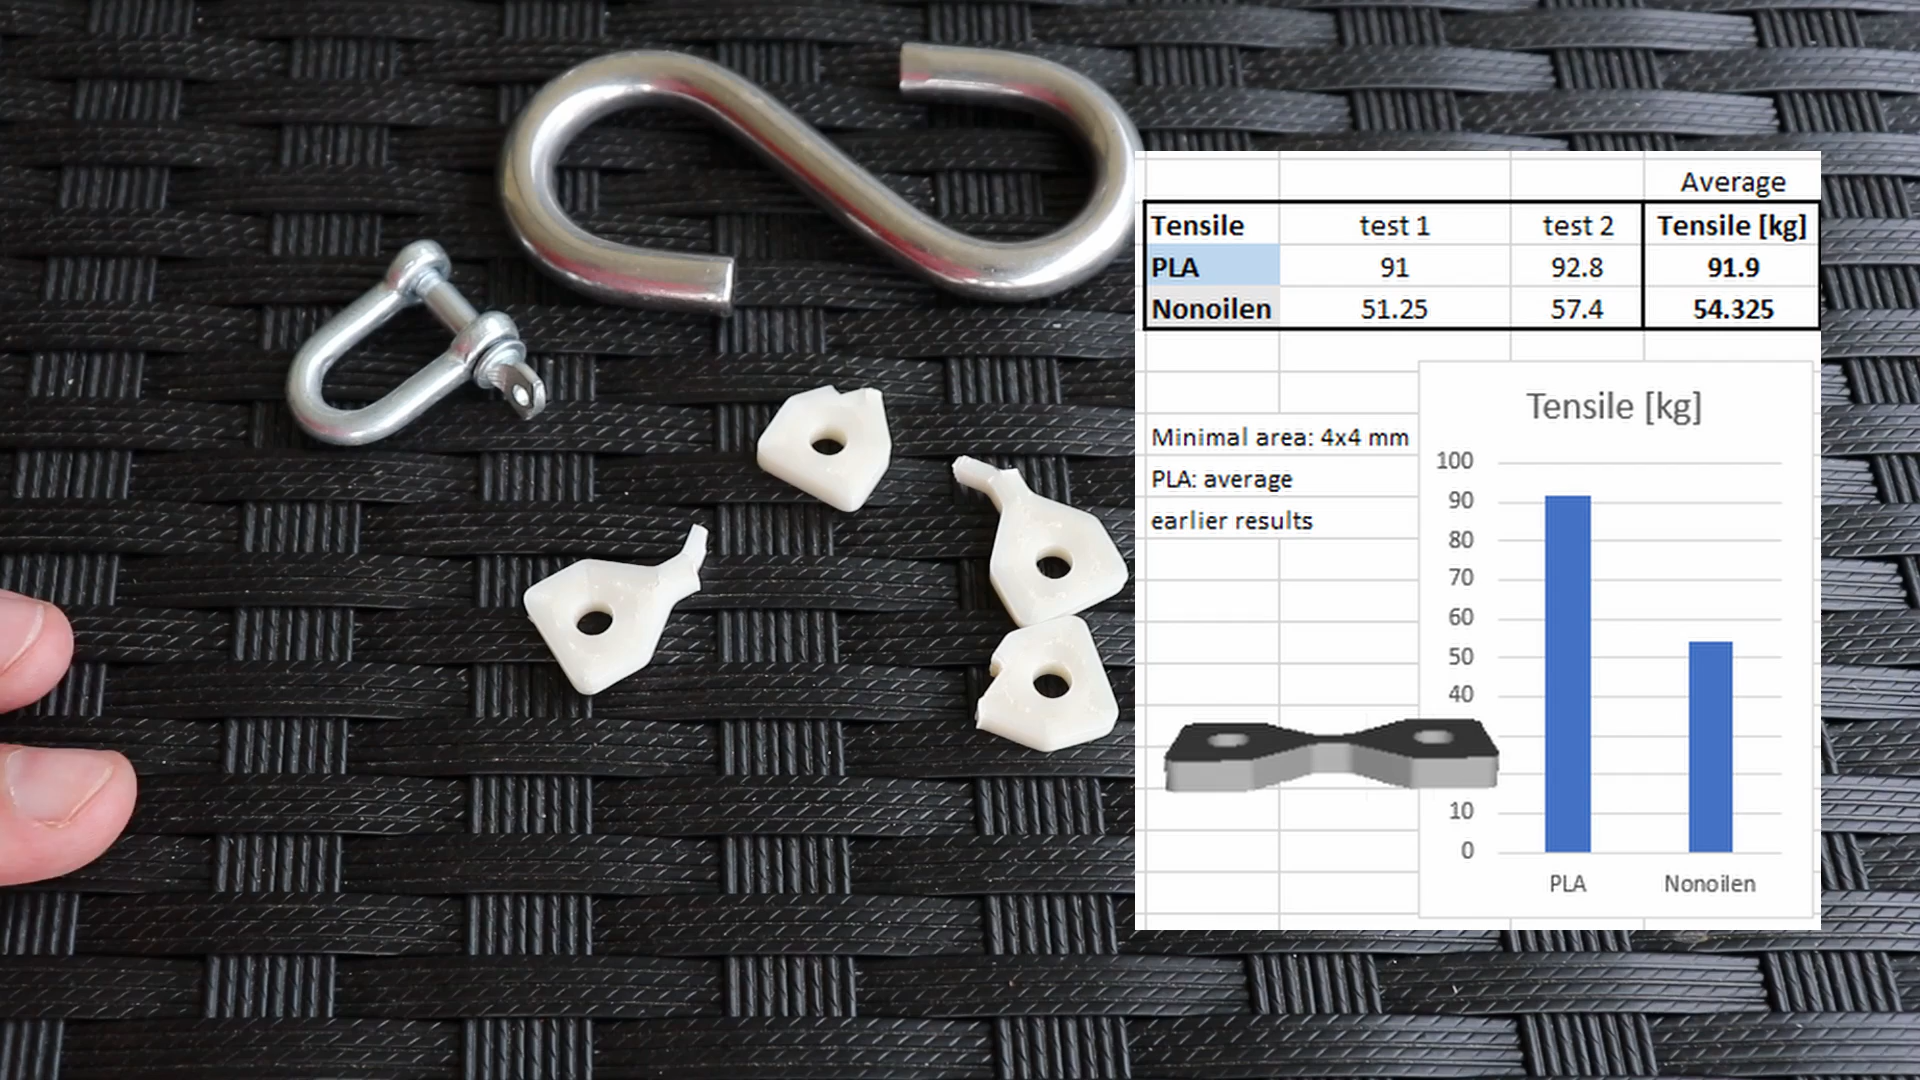 Average
Tensile test 1 test 2 Tensile [kg]
PLA 91 92.8 91.9
Nonoilen 51.25 57.4 54.325
Minimal area: 4x4 mm
PLA: average
earlier results
Tensile [kg]
100
90
80
70
60
50
40
10
0
PLA Nonoilen